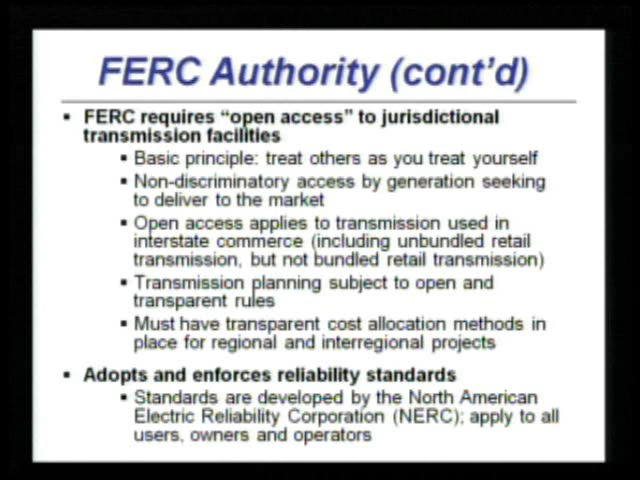 FERC Authority (cont'd)
▪ FERC requires "open access" to jurisdictional
transmission facilities
▪ Basic principle: treat others as you treat yourself
▪ Non-discriminatory access by generation seeking
to deliver to the market
▪ Open access applies to transmission used in
interstate commerce (including unbundled retail
transmission, but not bundled retail transmission)
▪ Transmission planning subject to open and
transparent rules
▪ Must have transparent cost allocation methods in
place for regional and interregional projects
▪ Adopts and enforces reliability standards
▪ Standards are developed by the North American
Electric Reliability Corporation (NERC); apply to all
users, owners and operators